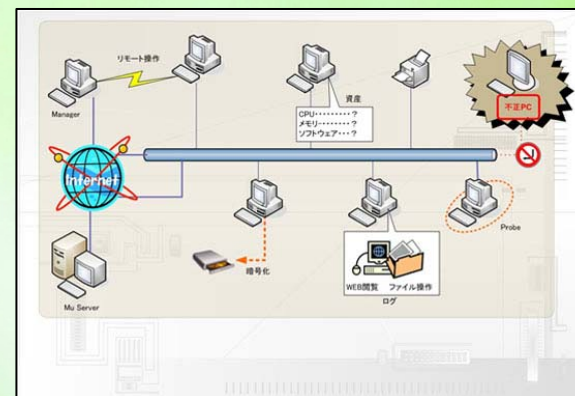 リモート操作
Manager
資産
CPU………？
メモリ………？
ソフトウェア…？
不正PC
Internet
Probe
暗号化
WEB閲覧 ファイル操作
ログ
Mu Server